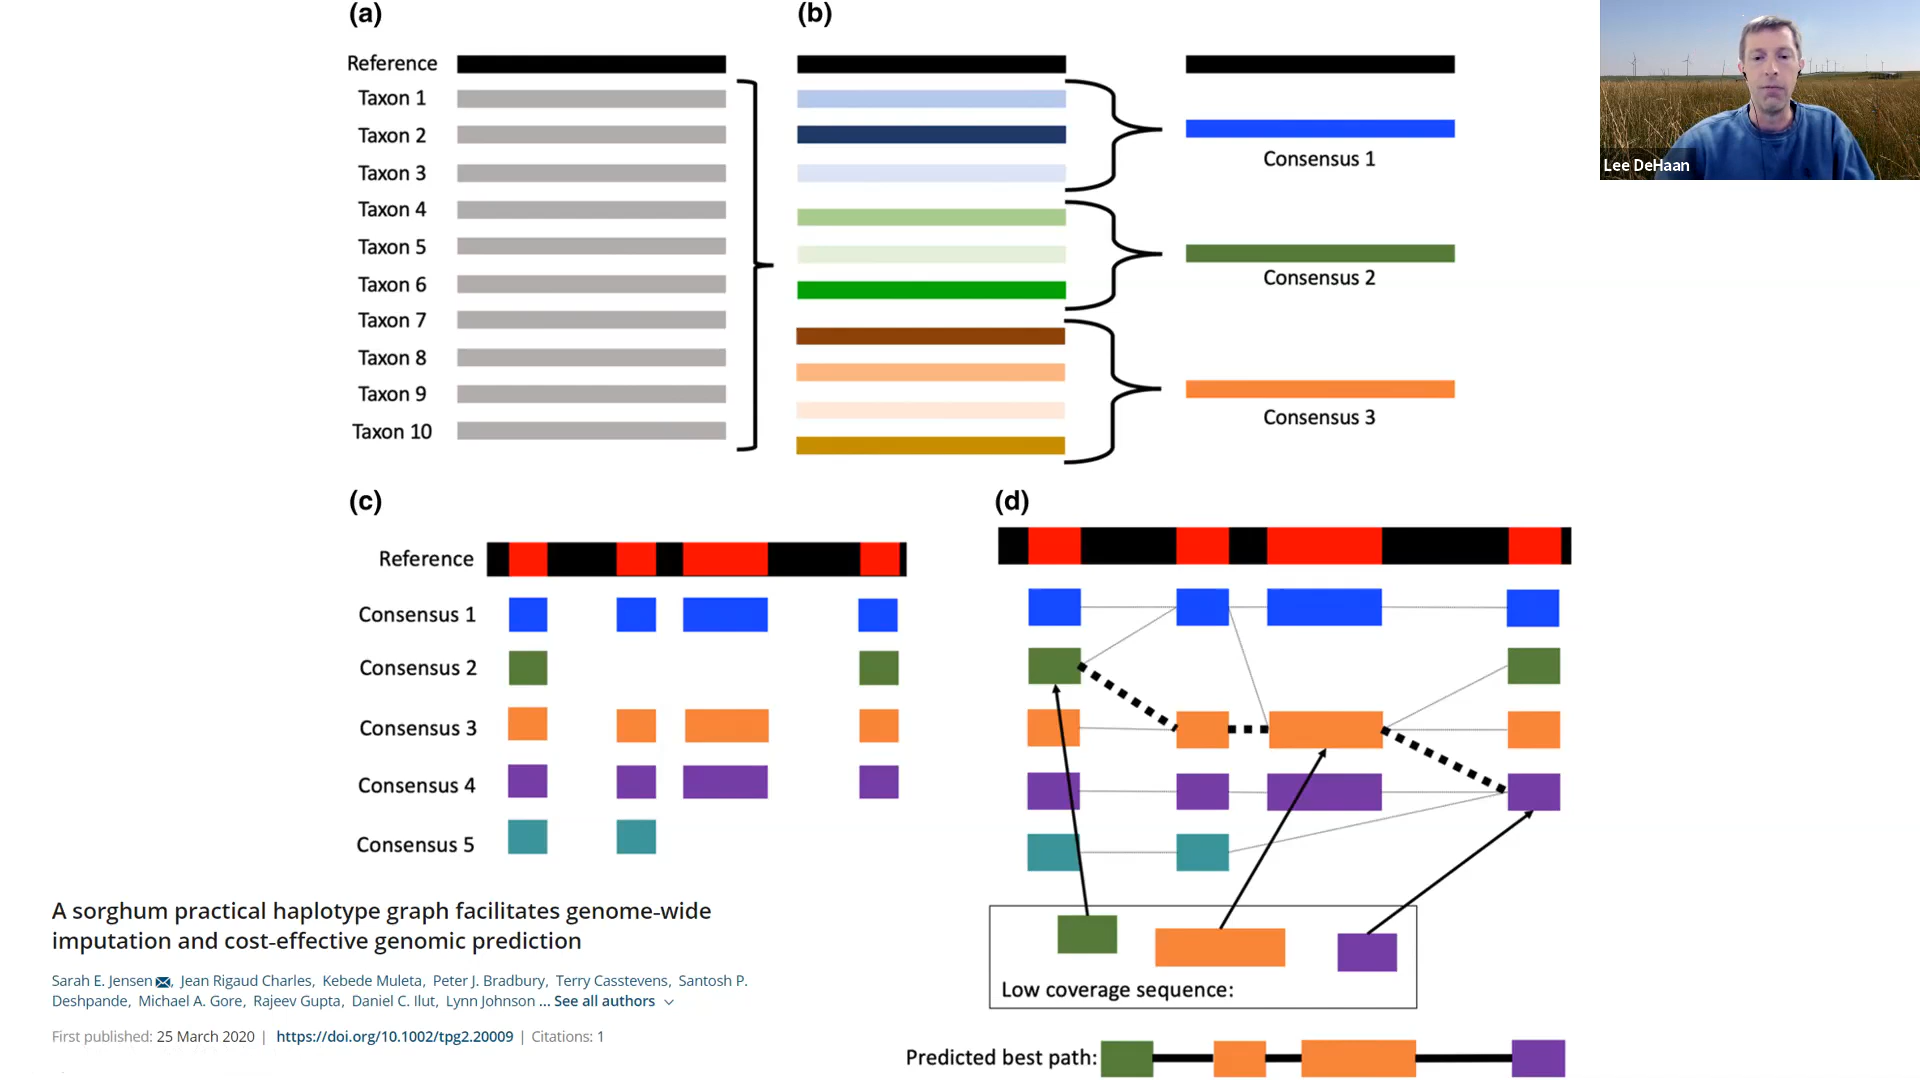 (a)
(b)
Reference
Taxon 1
Taxon 2
Taxon 3
Taxon 4
Taxon 5
Taxon 6
Taxon 7
Taxon 8
Taxon 9
Taxon 10
Consensus 1
Consensus 2
Consensus 3
Lee DeHaan
(c)
Reference
Consensus 1
Consensus 2
Consensus 3
Consensus 4
Consensus 5
(d)
Low coverage sequence:
Predicted best path:
A sorghum practical haplotype graph facilitates genome-wide
imputation and cost-effective genomic prediction
Sarah E. Jensen, Jean Rigaud Charles, Kebede Muleta, Peter J. Bradbury, Terry Casstevens, Santosh P.
Deshpande, Michael A. Gore, Rajeev Gupta, Daniel C. Ilut, Lynn Johnson ... See all authors
First published: 25 March 2020 | https://doi.org/10.1002/tpg2.20009 | Citations: 1